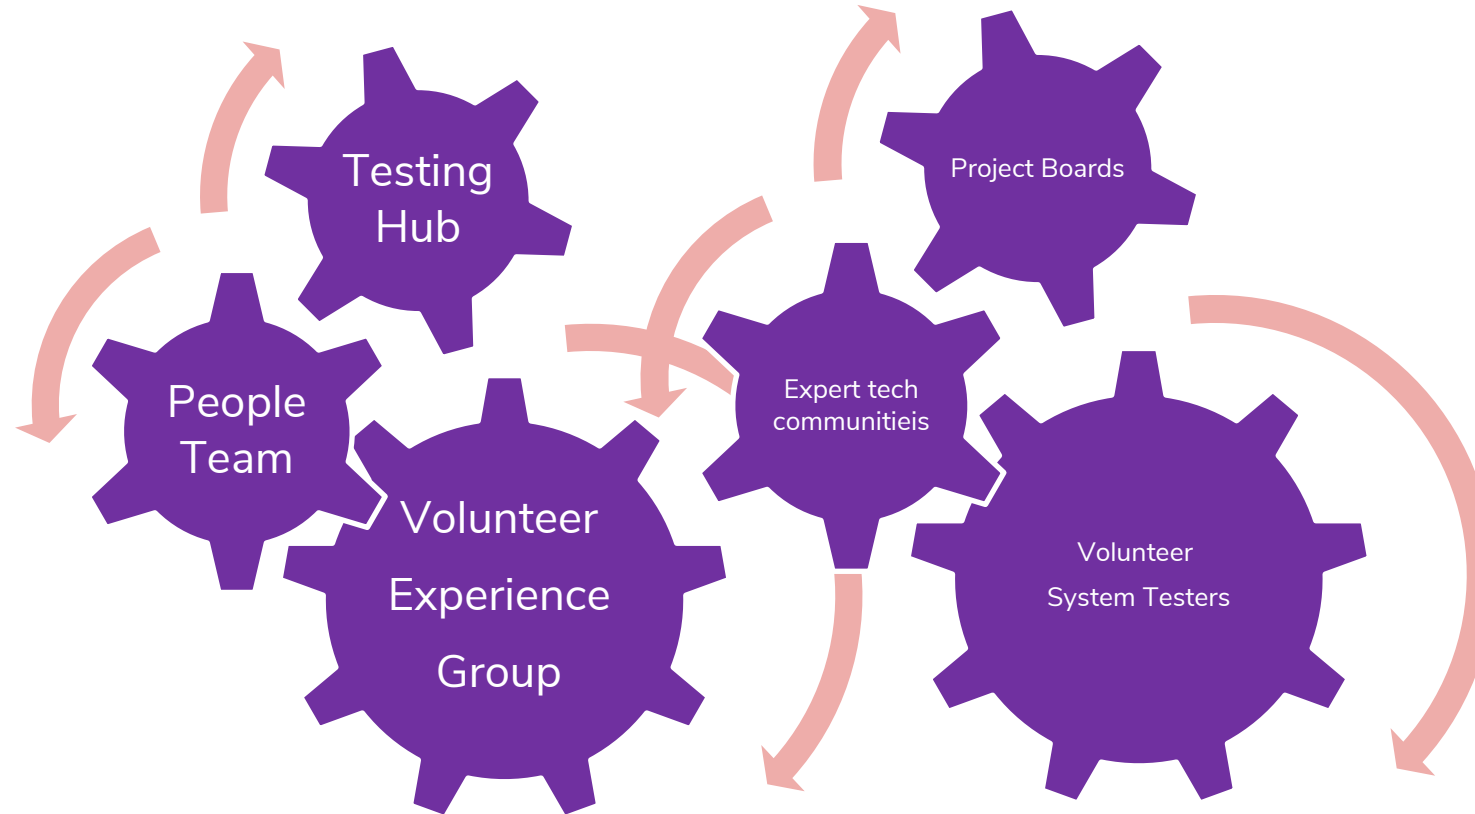 Testing
Hub
People
Team
Volunteer
Experience
Group
Project Boards
Expert tech
communitieis
Volunteer
System Testers